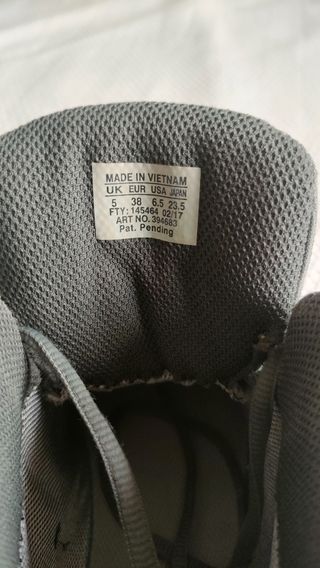 MADE IN VIETNAM
UK EUR USA JAPAN
5 38 6.5 23.5
FTY: 145464 02/17
ART NO. 394683
Pat. Pending